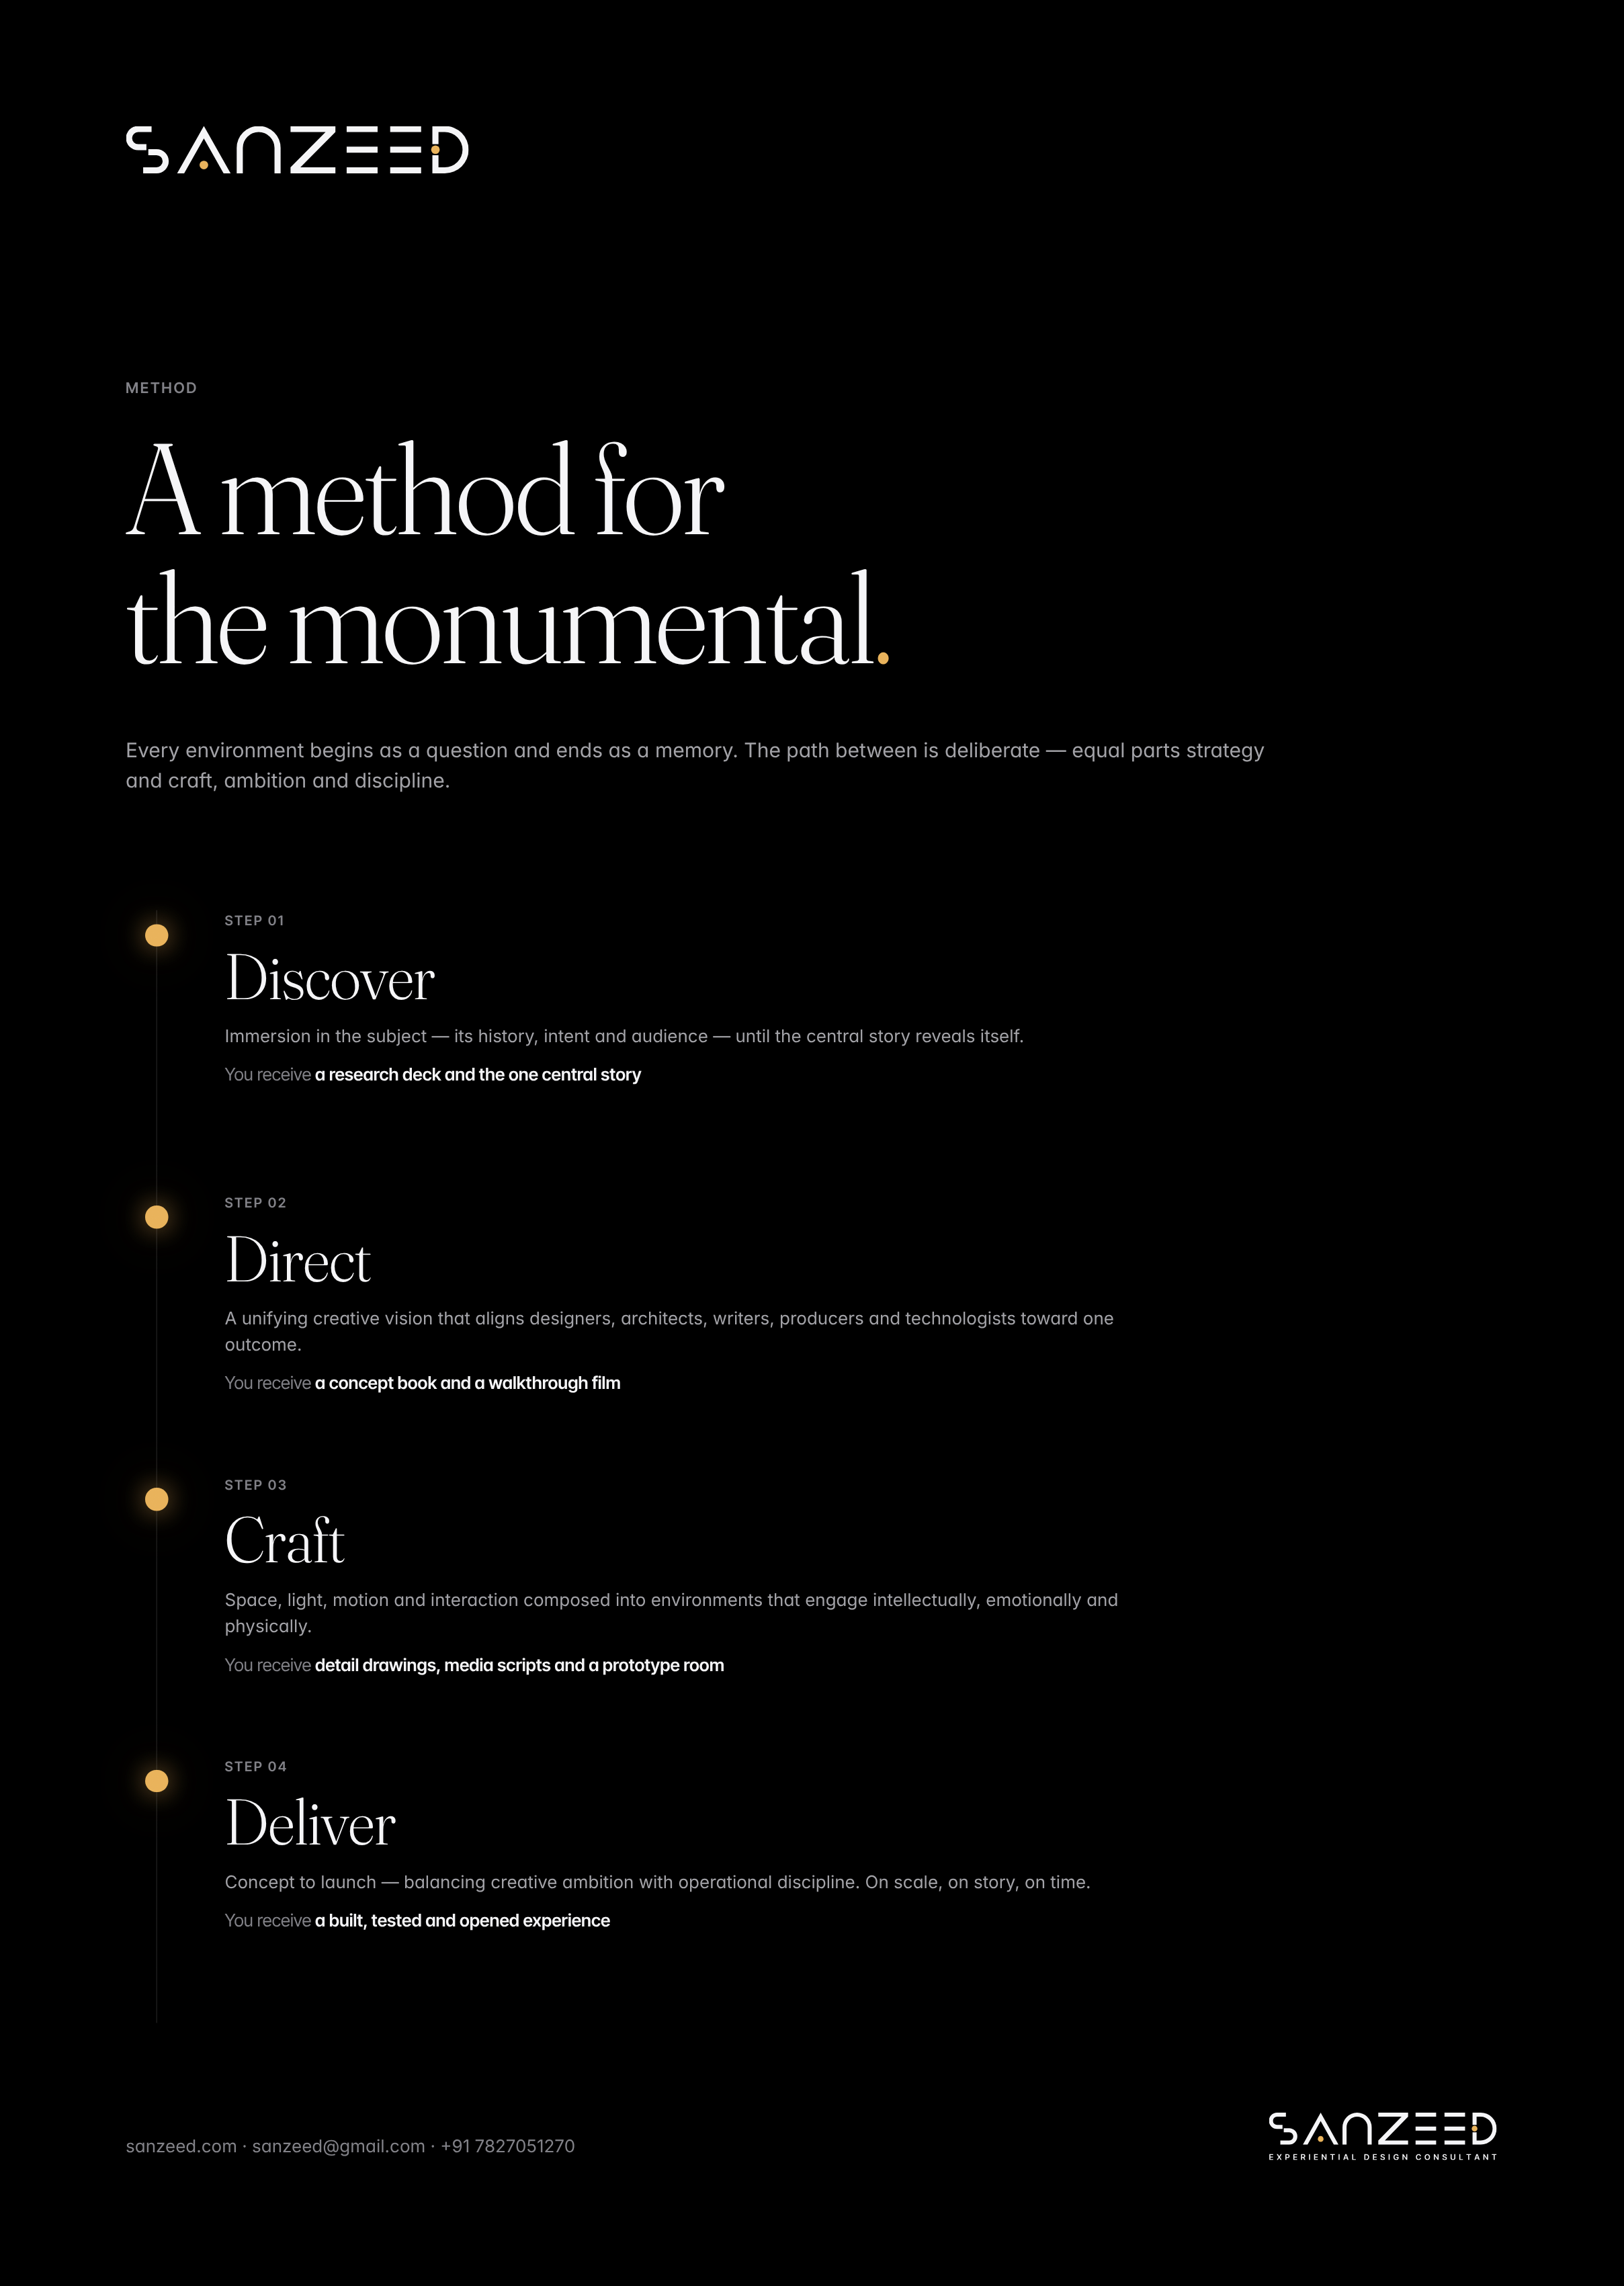 SANZEED
METHOD
A method for
the monumental.
Every environment begins as a question and ends as a memory. The path between is deliberate — equal parts strategy
and craft, ambition and discipline.
STEP 01
Discover
Immersion in the subject — its history, intent and audience — until the central story reveals itself.
You receive a research deck and the one central story
STEP 02
Direct
A unifying creative vision that aligns designers, architects, writers, producers and technologists toward one
outcome.
You receive a concept book and a walkthrough film
STEP 03
Craft
Space, light, motion and interaction composed into environments that engage intellectually, emotionally and
physically.
You receive detail drawings, media scripts and a prototype room
STEP 04
Deliver
Concept to launch — balancing creative ambition with operational discipline. On scale, on story, on time.
You receive a built, tested and opened experience
sanzeed.com · sanzeed@gmail.com · +91 7827051270
SANZEED
EXPERIENTIAL DESIGN CONSULTANT